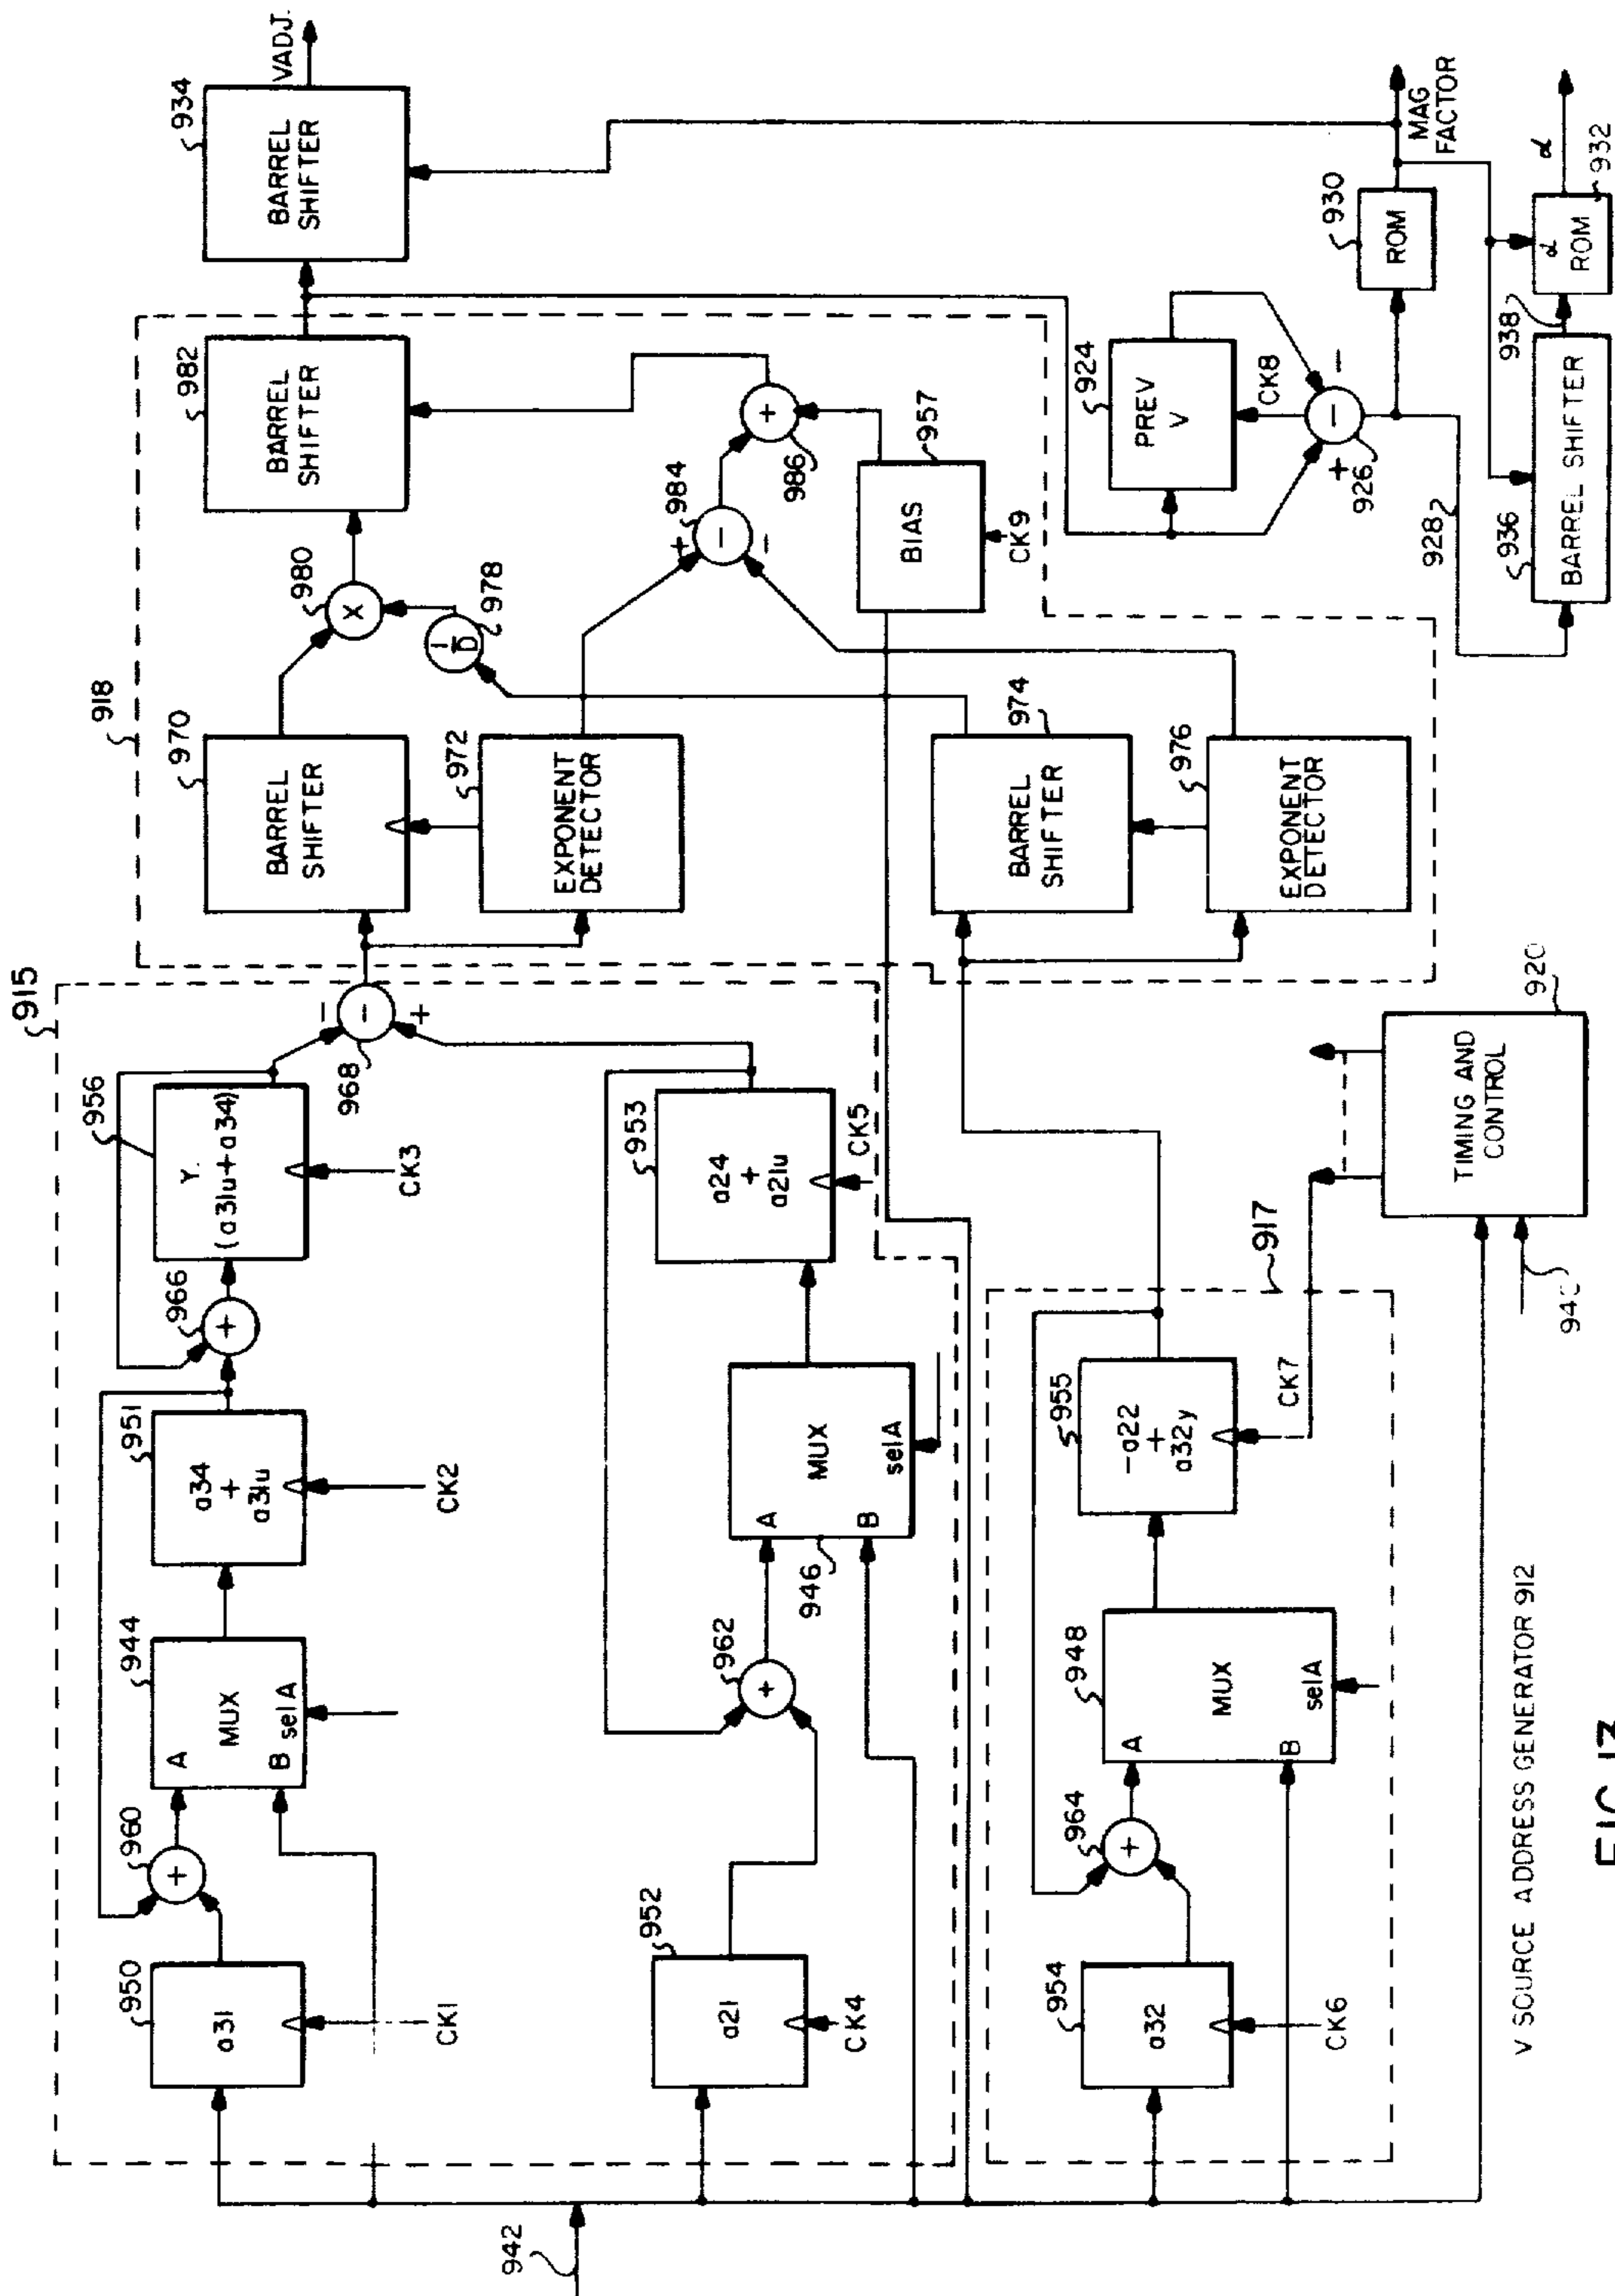 915
950
a31
CK1
960
+
944
A
MUX
B
selA
951
a34
+
a31u
CK2
966
+
956
Y.
(a31u+a34)
CK3
968
-
-
+
952
a21
CK4
962
+
946
A
MUX
B
selA
953
a24
+
a21u
CK5
942
917
954
a32
CK6
964
+
948
A
MUX
B
selA
955
-a22
+
a32y
CK7
920
TIMING AND
CONTROL
918
970
BARREL
SHIFTER
972
EXPONENT
DETECTOR
974
BARREL
SHIFTER
976
EXPONENT
DETECTOR
980
X
978
1
D
984
+
-
-
986
+
957
BIAS
CK9
982
BARREL
SHIFTER
934
BARREL
SHIFTER
VADJ.
924
PREV
V
CK8
926
+
-
-
928
930
ROM
MAG
FACTOR
936
BARREL SHIFTER
938
α
ROM
932
α
V SOURCE ADDRESS GENERATOR 912